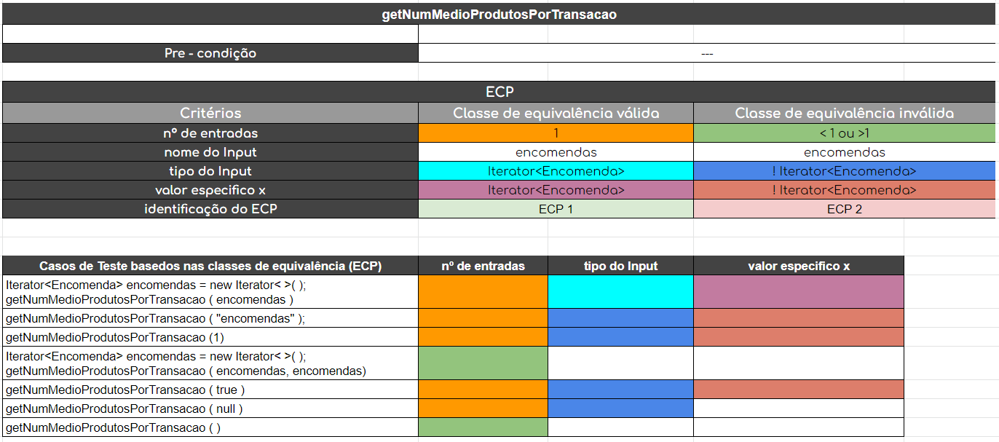 getNumMedioProdutosPorTransacao
Pre - condição ---
ECP
Critérios Classe de equivalência válida Classe de equivalência inválida
nº de entradas 1 < 1 ou >1
nome do Input encomendas encomendas
tipo do Input Iterator<Encomenda> ! Iterator<Encomenda>
valor especifico x Iterator<Encomenda> ! Iterator<Encomenda>
identificação do ECP ECP 1 ECP 2
Casos de Teste basedos nas classes de equivalência (ECP) nº de entradas tipo do Input valor especifico x
Iterator<Encomenda> encomendas = new Iterator< >( );
getNumMedioProdutosPorTransacao ( encomendas )
getNumMedioProdutosPorTransacao ( "encomendas" );
getNumMedioProdutosPorTransacao (1)
Iterator<Encomenda> encomendas = new Iterator< >( );
getNumMedioProdutosPorTransacao ( encomendas, encomendas)
getNumMedioProdutosPorTransacao ( true )
getNumMedioProdutosPorTransacao ( null )
getNumMedioProdutosPorTransacao ( )